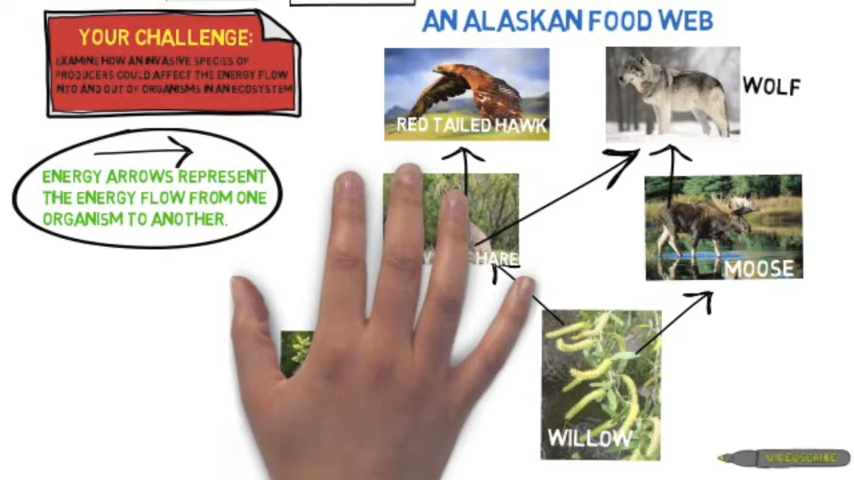 AN ALASKAN FOOD WEB
YOUR CHALLENGE:
EXAMINE HOW AN INVASIVE SPECIES OF
PRODUCERS COULD AFFECT THE ENERGY FLOW
INTO AND OUT OF ORGANISMS IN AN ECOSYSTEM
RED TAILED HAWK
WOLF
ENERGY ARROWS REPRESENT
THE ENERGY FLOW FROM ONE
ORGANISM TO ANOTHER.
HARE
MOOSE
WILLOW
VIDEOSCRIBE